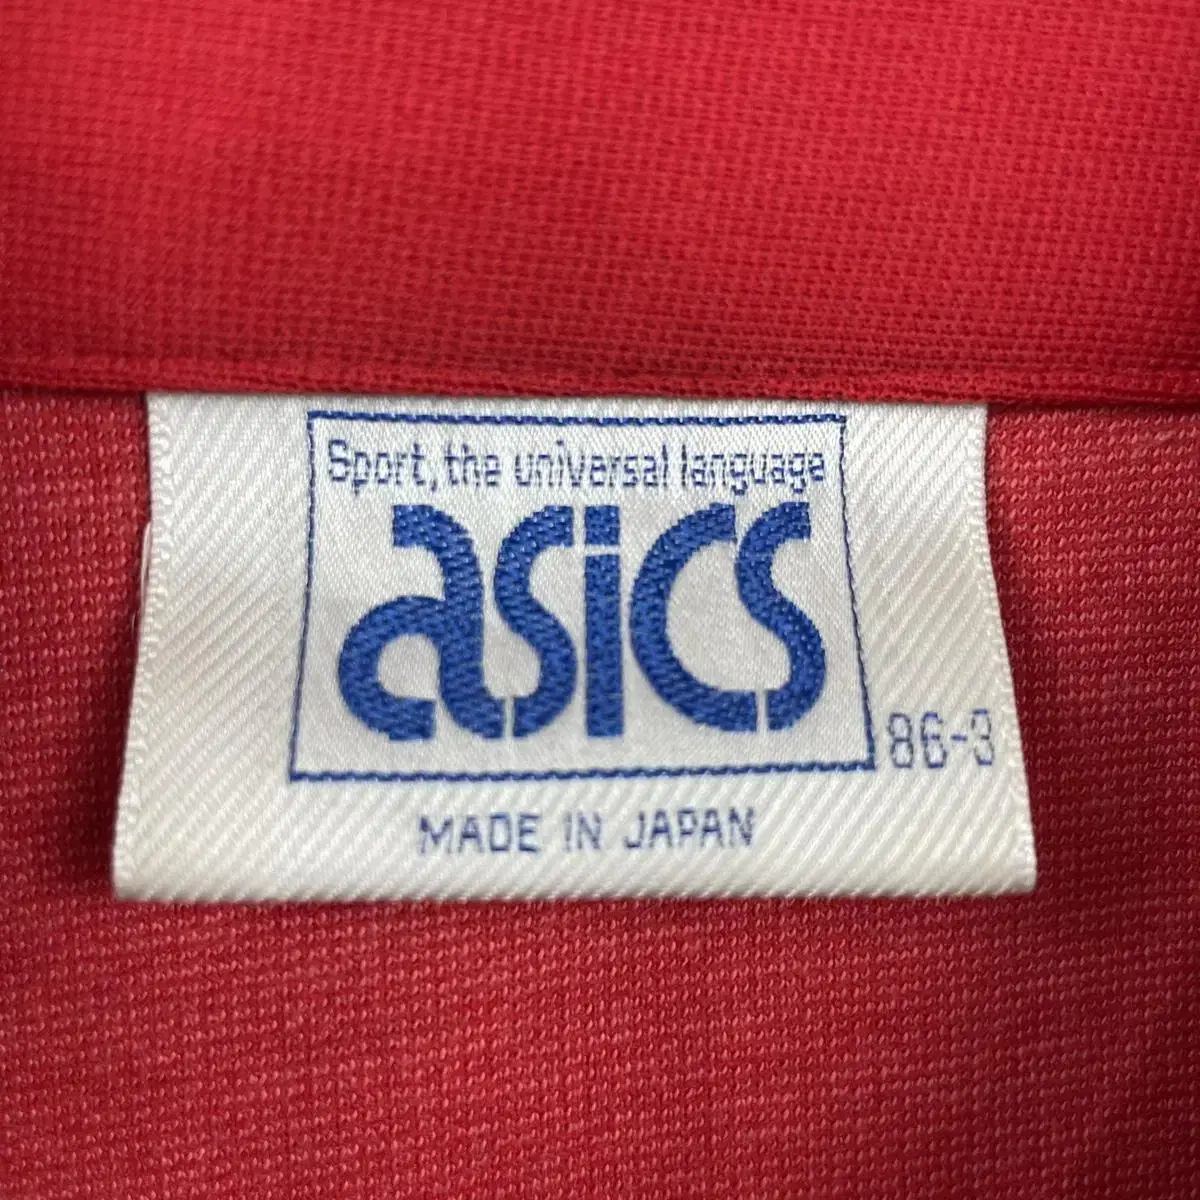 Sport, the universal language
asics
86-3
MADE IN JAPAN